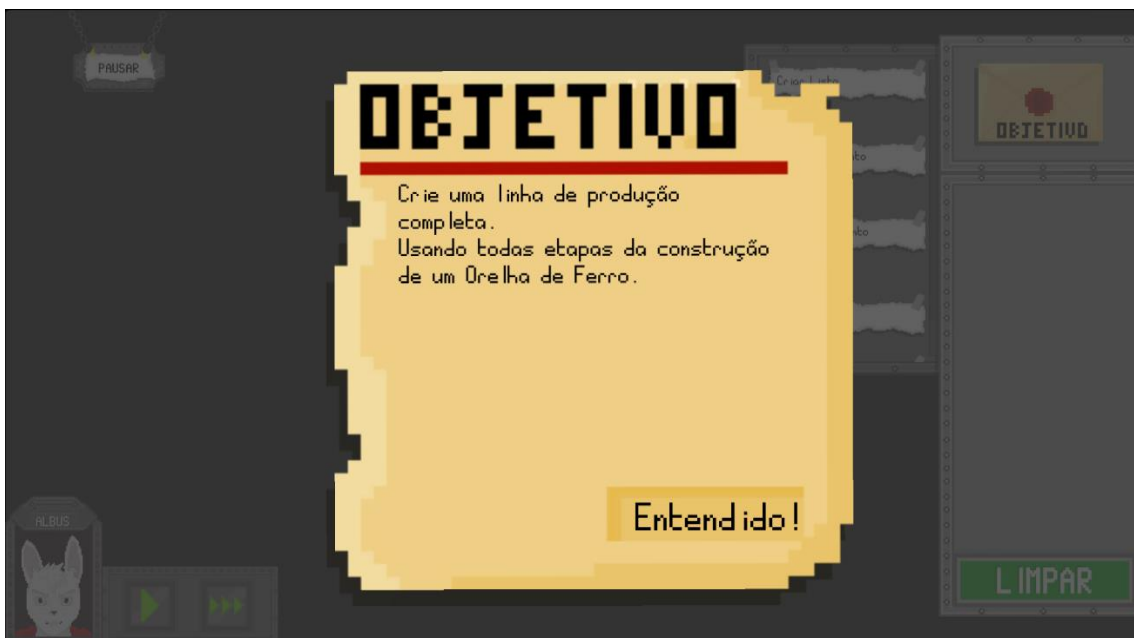 PAUSAR
OBJETIVO
Crie uma linha de produção
completa.
Usando todas etapas da construção
de um Orelha de Ferro.
Entendido!
OBJETIVO
ALBUS
LIMPAR